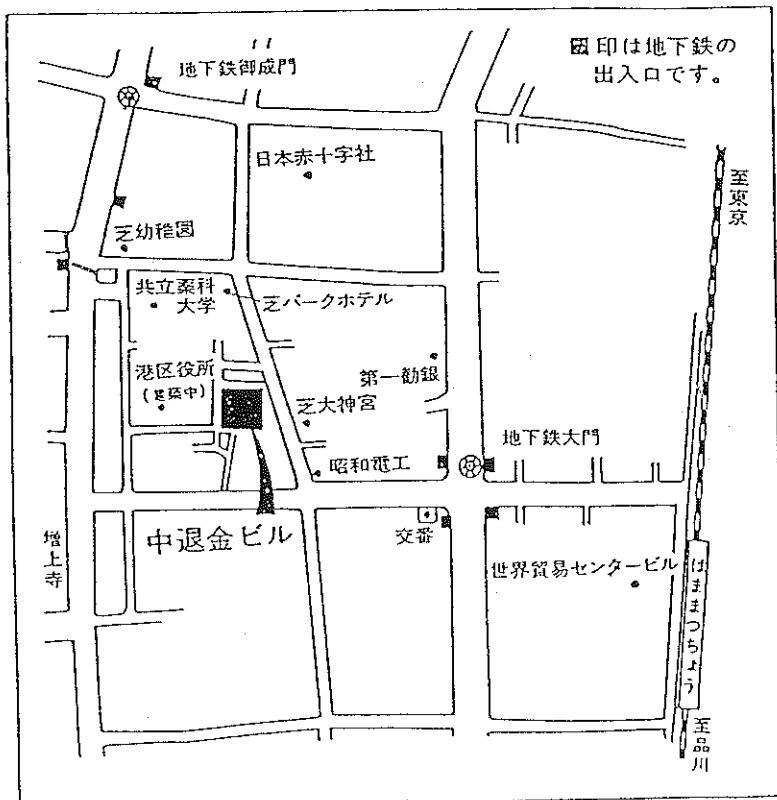 印は地下鉄の
出入口です。
地下鉄御成門
日本赤十字社
至東京
芝幼稚園
共立薬科
大学
芝パークホテル
港区役所
(建築中)
第一勧銀
芝大神宮
地下鉄大門
昭和電工
中退金ビル
交番
増上寺
世界貿易センタービル
はままつちょう
至品川